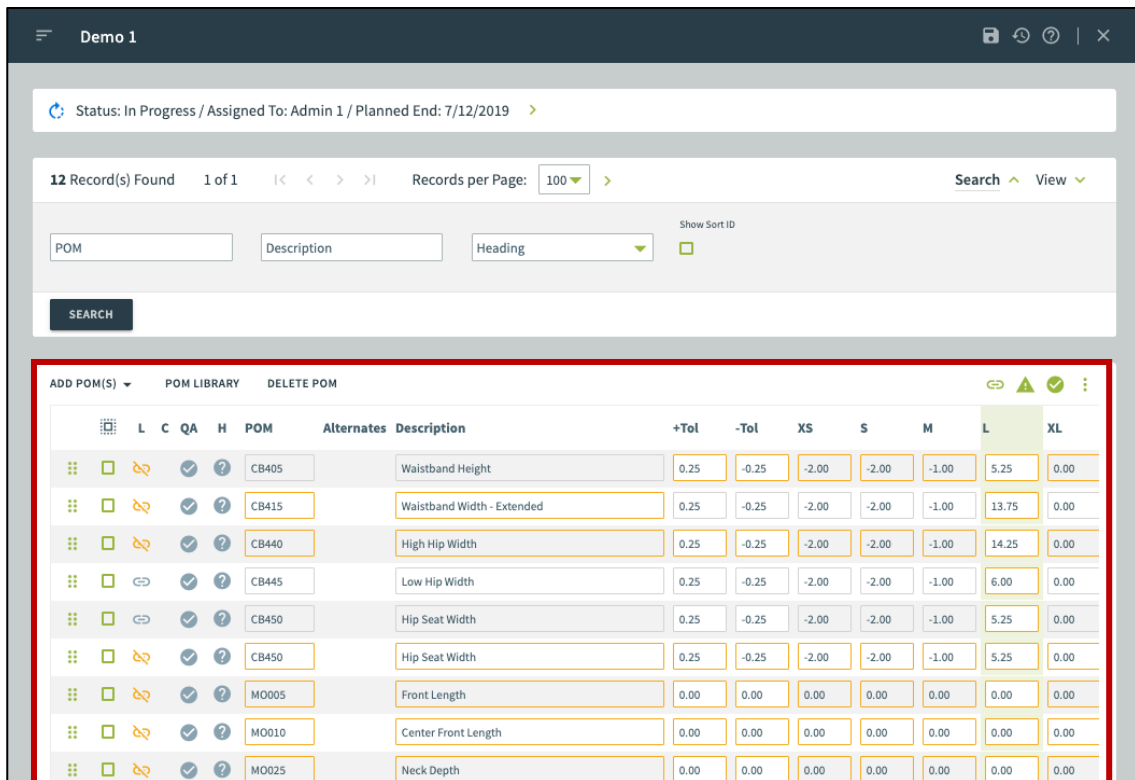 Demo 1
Status: In Progress / Assigned To: Admin 1 / Planned End: 7/12/2019
12 Record(s) Found 1 of 1 Records per Page: 100 Search View
Show Sort ID
POM Description Heading
SEARCH
ADD POM(S) POM LIBRARY DELETE POM
L C QA H POM Alternates Description +Tol -Tol XS S M L XL
CB405 Waistband Height 0.25 -0.25 -2.00 -2.00 -1.00 5.25 0.00
CB415 Waistband Width - Extended 0.25 -0.25 -2.00 -2.00 -1.00 13.75 0.00
CB440 High Hip Width 0.25 -0.25 -2.00 -2.00 -1.00 14.25 0.00
CB445 Low Hip Width 0.25 -0.25 -2.00 -2.00 -1.00 6.00 0.00
CB450 Hip Seat Width 0.25 -0.25 -2.00 -2.00 -1.00 5.25 0.00
CB450 Hip Seat Width 0.25 -0.25 -2.00 -2.00 -1.00 5.25 0.00
MO005 Front Length 0.00 0.00 0.00 0.00 0.00 0.00 0.00
MO010 Center Front Length 0.00 0.00 0.00 0.00 0.00 0.00 0.00
MO025 Neck Depth 0.00 0.00 0.00 0.00 0.00 0.00 0.00